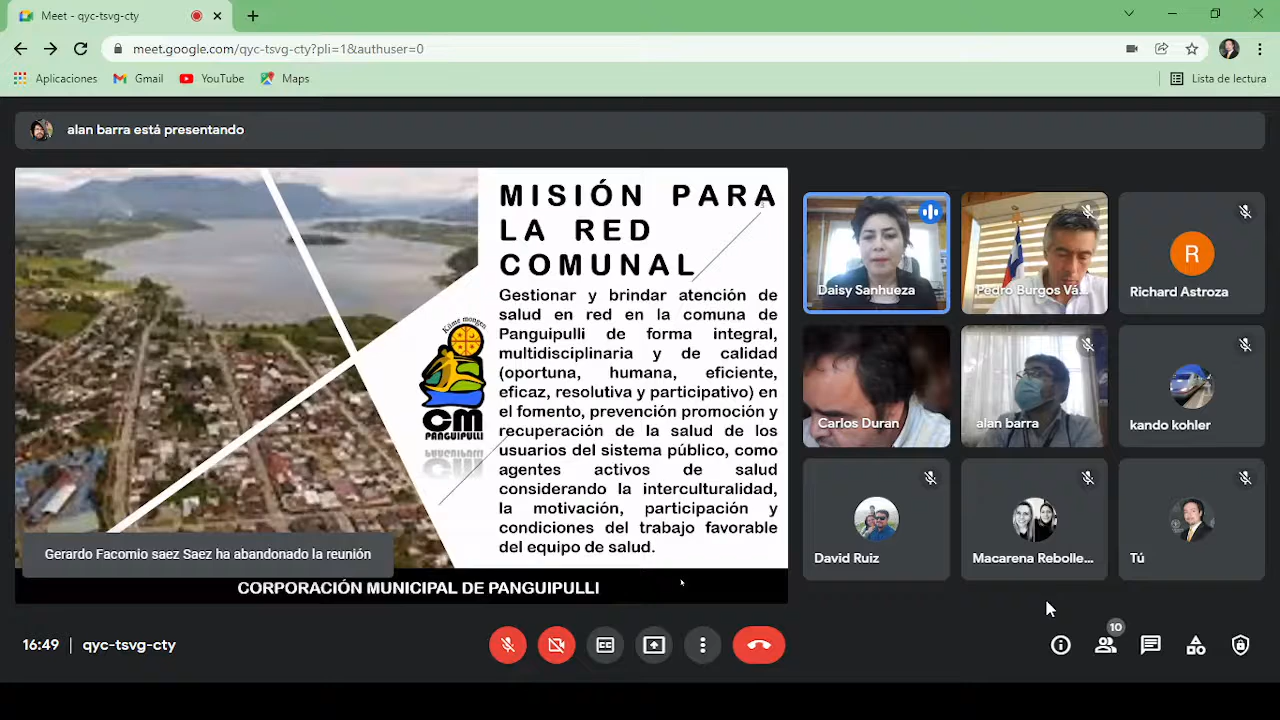 Meet - qyc-tsvg-cty
meet.google.com/qyc-tsvg-cty?pli=1&authuser=0
Aplicaciones
Gmail
YouTube
Maps
Lista de lectura
alan barra está presentando
MISIÓN PARA
LA RED
COMUNAL
Gestionar y brindar atención de
salud en red en la comuna de
Panguipulli de forma integral,
multidisciplinaria y de calidad
(oportuna, humana, eficiente,
eficaz, resolutiva y participativo) en
el fomento, prevención promoción y
recuperación de la salud de los
usuarios del sistema público, como
agentes activos de salud
considerando la interculturalidad,
la motivación, participación y
condiciones del trabajo favorable
del equipo de salud.
Küme mongen
CM
PANGUIPULLI
Gerardo Facomio saez Saez ha abandonado la reunión
CORPORACIÓN MUNICIPAL DE PANGUIPULLI
Daisy Sanhueza
Pedro Burgos Vá...
R
Richard Astroza
Carlos Duran
alan barra
kando kohler
David Ruiz
Macarena Rebolle...
Tú
16:49 | qyc-tsvg-cty
CC
10